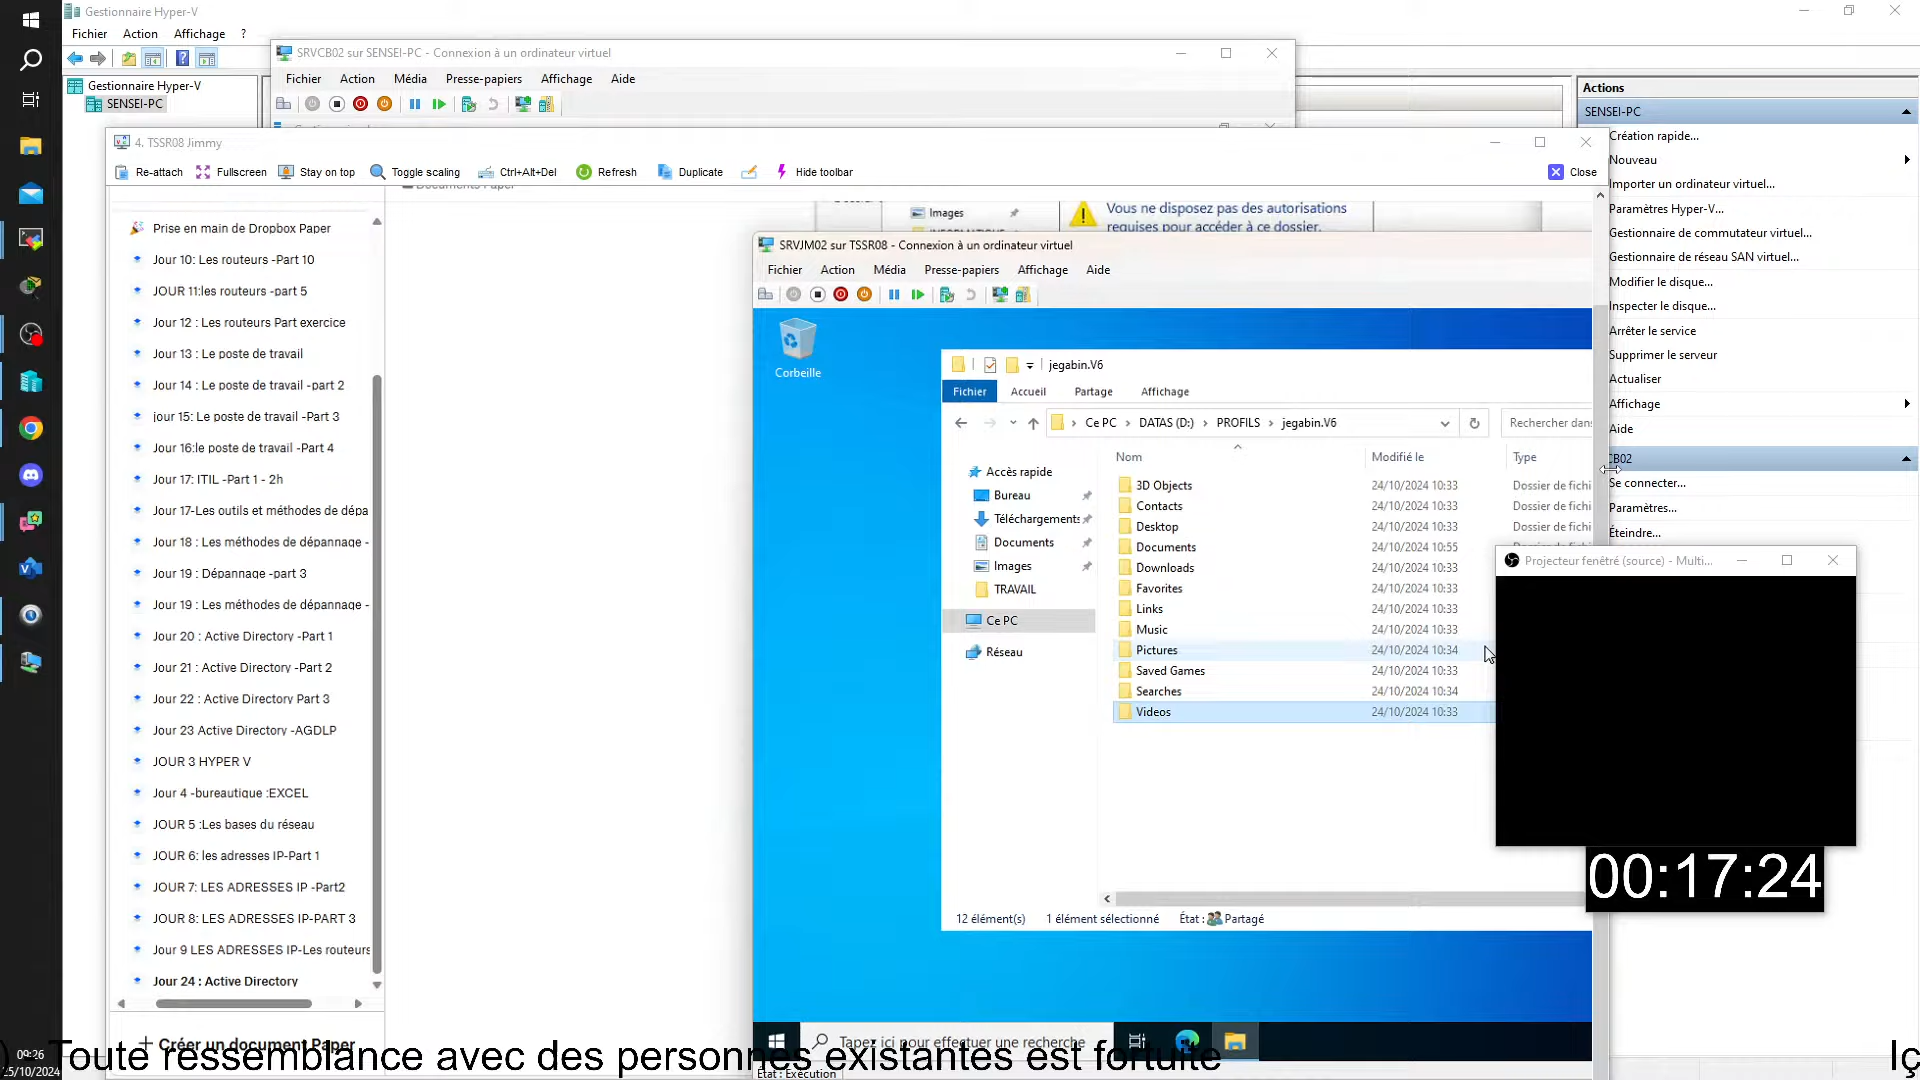 Gestionnaire Hyper-V
Fichier Action Affichage ?
Gestionnaire Hyper-V
SENSEI-PC
SRVCB02 sur SENSEI-PC - Connexion à un ordinateur virtuel
Fichier Action Média Presse-papiers Affichage Aide
4. TSSR08 Jimmy
Re-attach Fullscreen Stay on top Toggle scaling Ctrl+Alt+Del Refresh Duplicate Hide toolbar Close
Documents Paper
Prise en main de Dropbox Paper
Jour 10: Les routeurs -Part 10
JOUR 11:les routeurs -part 5
Jour 12 : Les routeurs Part exercice
Jour 13 : Le poste de travail
Jour 14 : Le poste de travail -part 2
jour 15: Le poste de travail -Part 3
Jour 16:le poste de travail -Part 4
Jour 17: ITIL -Part 1 - 2h
Jour 17-Les outils et méthodes de dépa
Jour 18 : Les méthodes de dépannage -
Jour 19 : Dépannage -part 3
Jour 19 : Les méthodes de dépannage -
Jour 20 : Active Directory -Part 1
Jour 21 : Active Directory -Part 2
Jour 22 : Active Directory Part 3
Jour 23 Active Directory -AGDLP
JOUR 3 HYPER V
Jour 4 -bureautique :EXCEL
JOUR 5 :Les bases du réseau
JOUR 6: les adresses IP-Part 1
JOUR 7: LES ADRESSES IP -Part2
JOUR 8: LES ADRESSES IP-PART 3
Jour 9 LES ADRESSES IP-Les routeurs
Jour 24 : Active Directory
+ Créer un document Paper
Images
Vous ne disposez pas des autorisations
requises pour accéder à ce dossier.
SRVJM02 sur TSSR08 - Connexion à un ordinateur virtuel
Fichier Action Média Presse-papiers Affichage Aide
Corbeille
jegabin.V6
Fichier Accueil Partage Affichage
Ce PC DATAS (D:) PROFILS jegabin.V6
Rechercher dans
Accès rapide
Bureau
Téléchargements
Documents
Images
TRAVAIL
Ce PC
Réseau
Nom Modifié le Type
3D Objects 24/10/2024 10:33 Dossier de fichi
Contacts 24/10/2024 10:33 Dossier de fichi
Desktop 24/10/2024 10:33 Dossier de fichi
Documents 24/10/2024 10:55
Downloads 24/10/2024 10:33
Favorites 24/10/2024 10:33
Links 24/10/2024 10:33
Music 24/10/2024 10:33
Pictures 24/10/2024 10:34
Saved Games 24/10/2024 10:33
Searches 24/10/2024 10:34
Videos 24/10/2024 10:33
12 élément(s) 1 élément sélectionné État : Partagé
Tapez ici pour effectuer une recherche
État : Exécution
Actions
SENSEI-PC
Création rapide...
Nouveau
Importer un ordinateur virtuel...
Paramètres Hyper-V...
Gestionnaire de commutateur virtuel...
Gestionnaire de réseau SAN virtuel...
Modifier le disque...
Inspecter le disque...
Arrêter le service
Supprimer le serveur
Actualiser
Affichage
Aide
CB02
Se connecter...
Paramètres...
Éteindre...
Projecteur fenêtré (source) - Multi...
00:17:24
) Toute ressemblance avec des personnes existantes est fortuite Iç
09:26
25/10/2024